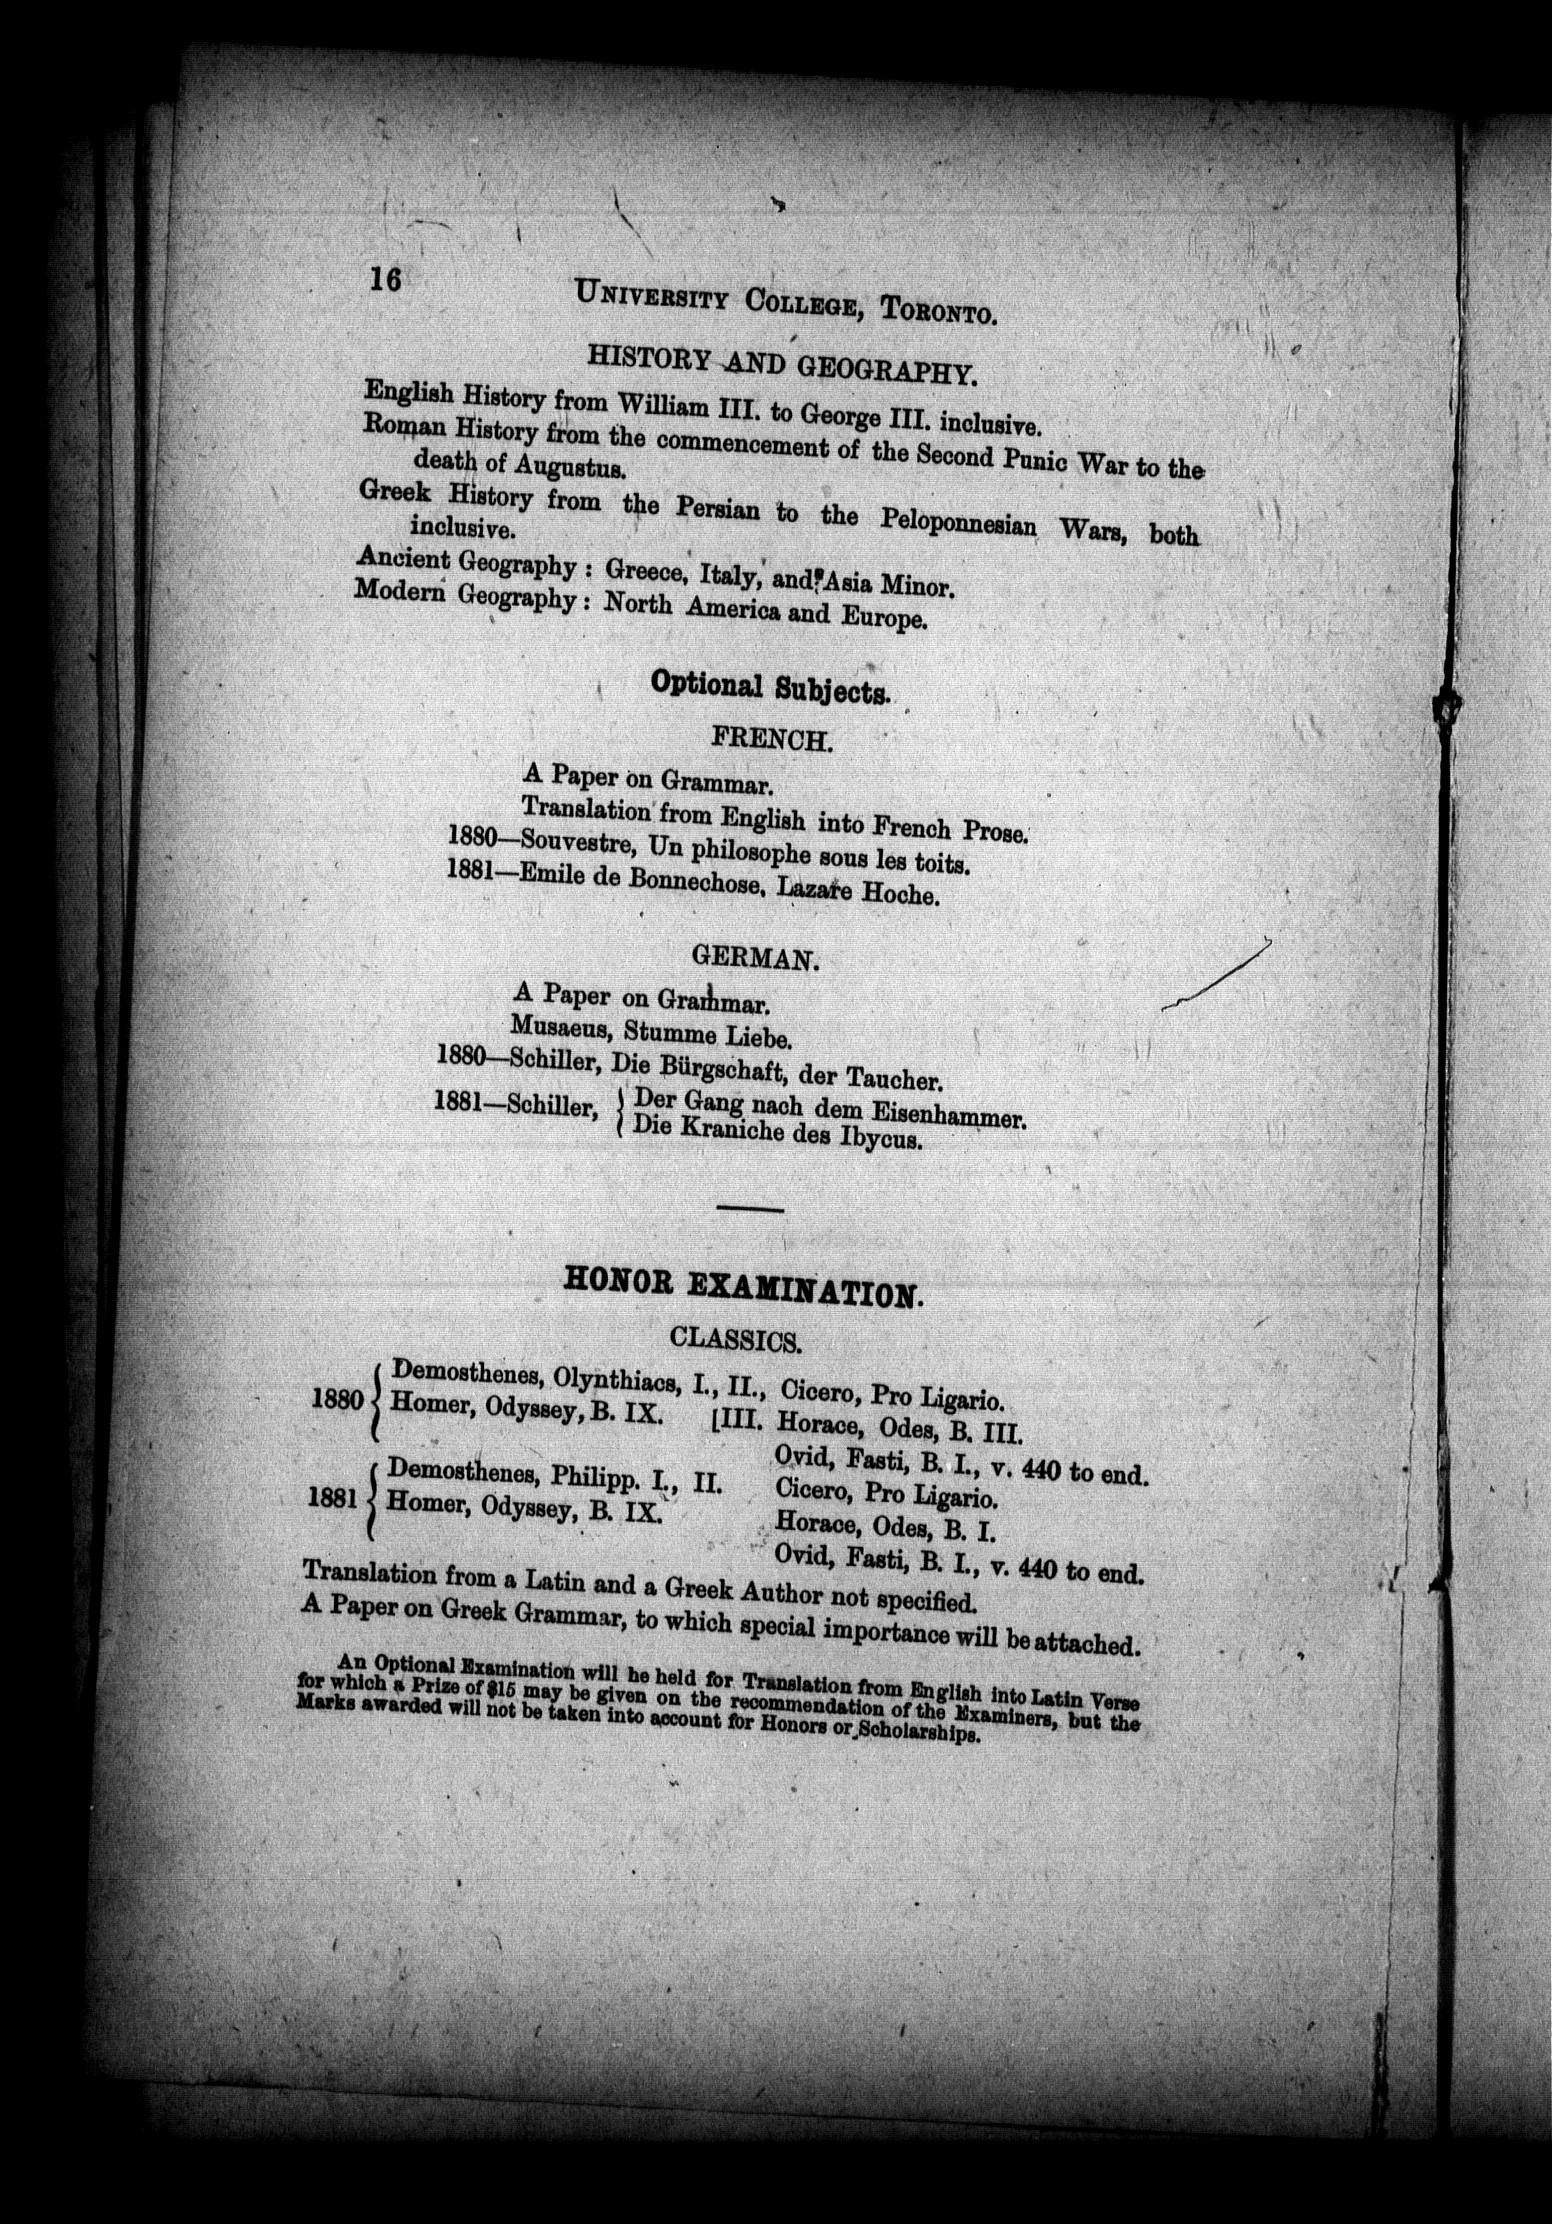 16
UNIVERSITY COLLEGE, TORONTO.
HISTORY AND GEOGRAPHY.
English History from William III. to George III. inclusive.
Roman History from the commencement of the Second Punic War to the
death of Augustus.
Greek History from the Persian to the Peloponnesian Wars, both
inclusive.
Ancient Geography : Greece, Italy, and Asia Minor.
Modern Geography : North America and Europe.
Optional Subjects.
FRENCH.
A Paper on Grammar.
Translation from English into French Prose.
1880—Souvestre, Un philosophe sous les toits.
1881—Emile de Bonnechose, Lazare Hoche.
GERMAN.
A Paper on Grammar.
Musaeus, Stumme Liebe.
1880—Schiller, Die Bürgschaft, der Taucher.
1881—Schiller, { Der Gang nach dem Eisenhammer.
{ Die Kraniche des Ibycus.
HONOR EXAMINATION.
CLASSICS.
1880 { Demosthenes, Olynthiacs, I., II., Cicero, Pro Ligario.
Homer, Odyssey, B. IX. [III. Horace, Odes, B. III.
Ovid, Fasti, B. I., v. 440 to end.
1881 { Demosthenes, Philipp. I., II. Cicero, Pro Ligario.
Homer, Odyssey, B. IX. Horace, Odes, B. I.
Ovid, Fasti, B. I., v. 440 to end.
Translation from a Latin and a Greek Author not specified.
A Paper on Greek Grammar, to which special importance will be attached.
An Optional Examination will be held for Translation from English into Latin Verse
for which a Prize of $15 may be given on the recommendation of the Examiners, but the
Marks awarded will not be taken into account for Honors or Scholarships.